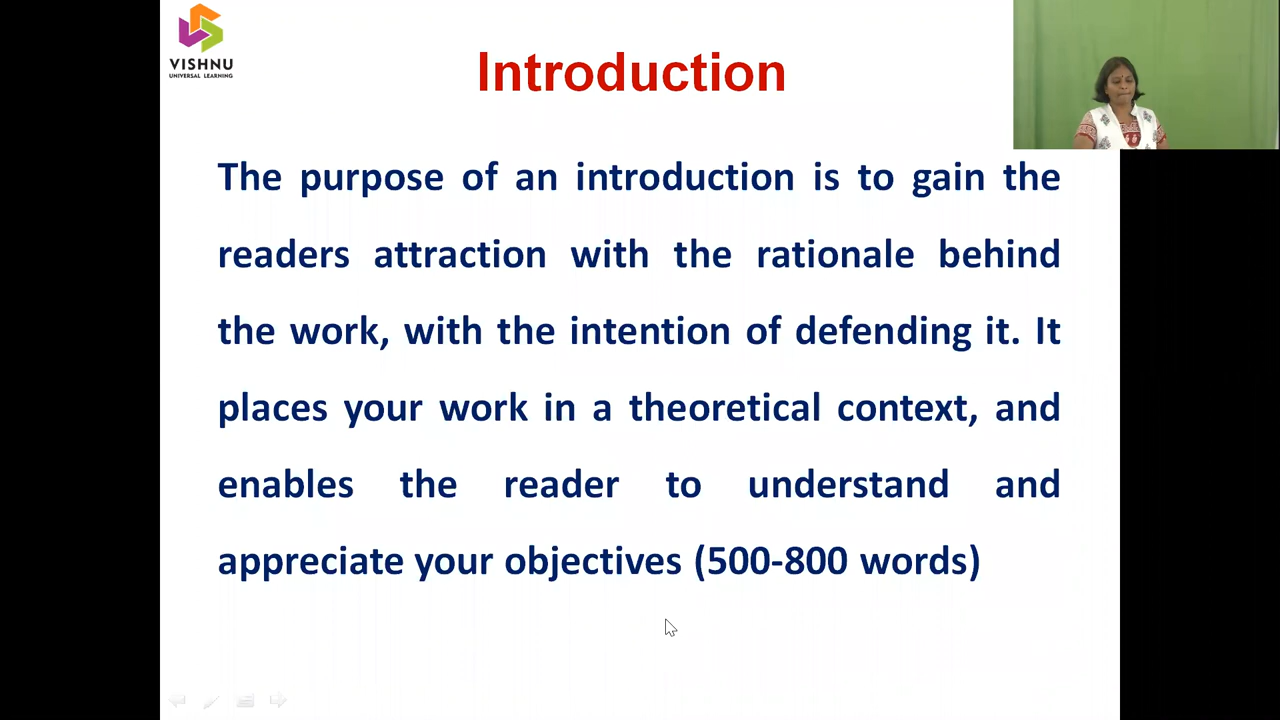 VISHNU
UNIVERSAL LEARNING
Introduction
The purpose of an introduction is to gain the
readers attraction with the rationale behind
the work, with the intention of defending it. It
places your work in a theoretical context, and
enables the reader to understand and
appreciate your objectives (500-800 words)